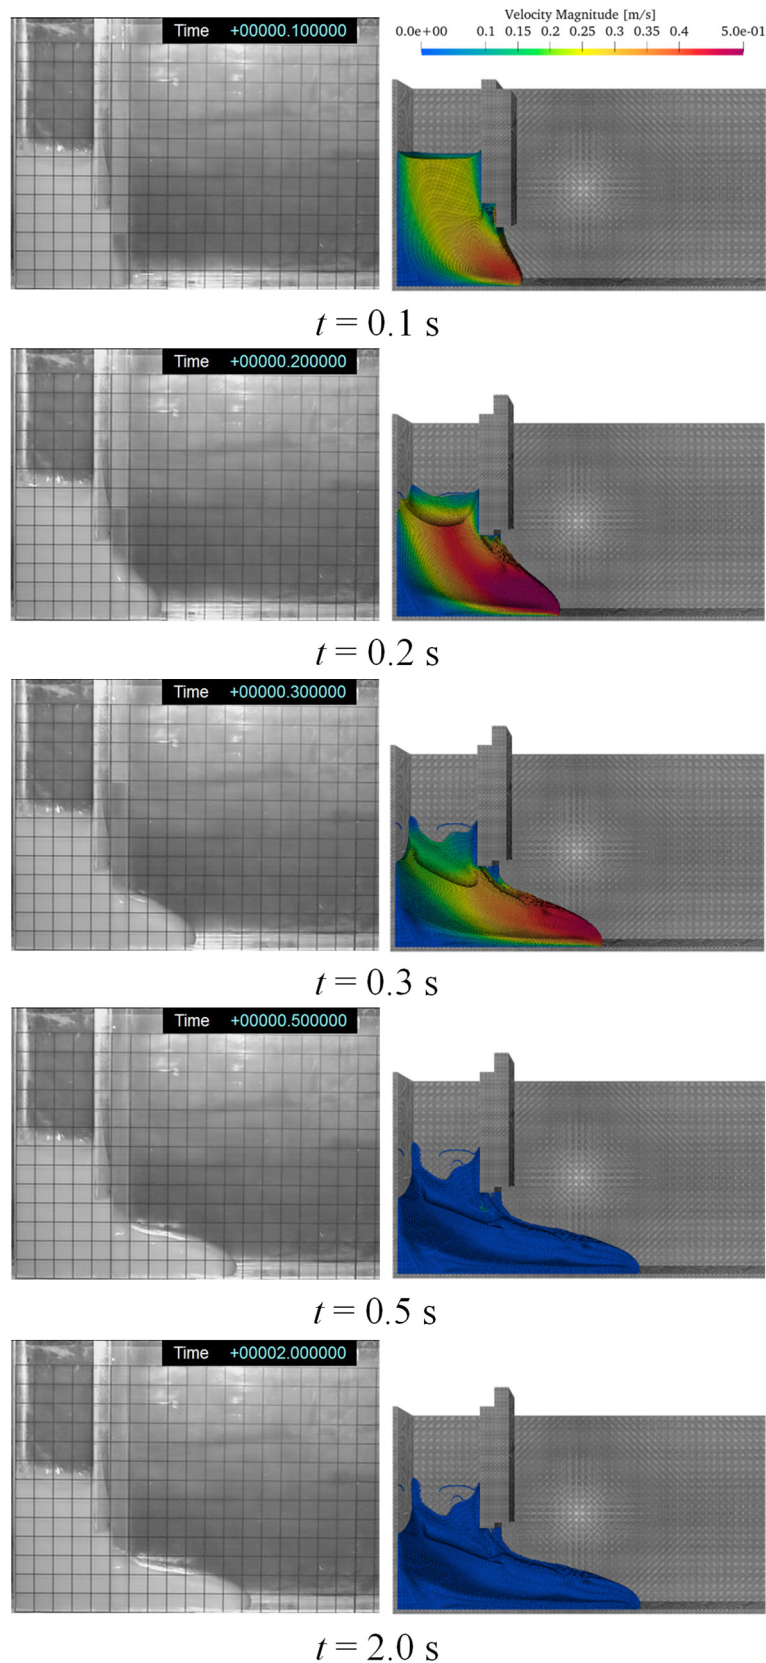 Velocity Magnitude [m/s]
0.0e+00 0.1 0.15 0.2 0.25 0.3 0.35 0.4 5.0e-01
Time +00000.100000
t = 0.1 s
Time +00000.200000
t = 0.2 s
Time +00000.300000
t = 0.3 s
Time +00000.500000
t = 0.5 s
Time +00002.000000
t = 2.0 s